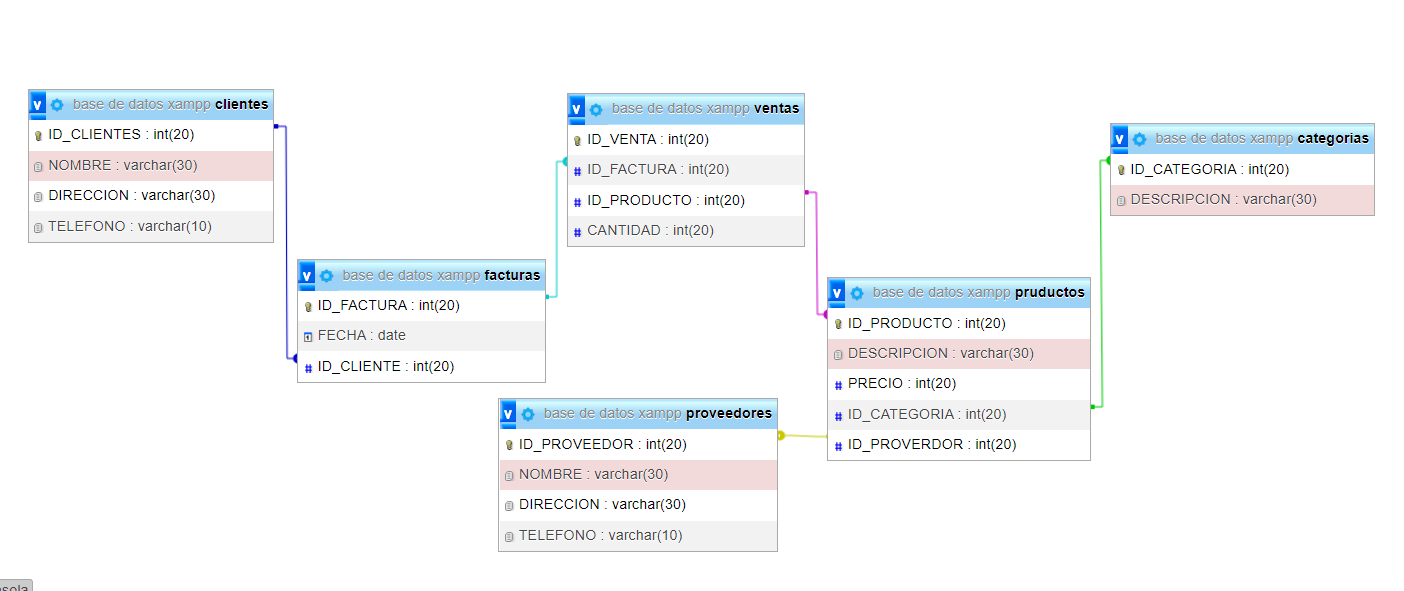 v base de datos xampp clientes
ID_CLIENTES : int(20)
NOMBRE : varchar(30)
DIRECCION : varchar(30)
TELEFONO : varchar(10)
v base de datos xampp facturas
ID_FACTURA : int(20)
FECHA : date
# ID_CLIENTE : int(20)
v base de datos xampp ventas
ID_VENTA : int(20)
# ID_FACTURA : int(20)
# ID_PRODUCTO : int(20)
# CANTIDAD : int(20)
v base de datos xampp proveedores
ID_PROVEEDOR : int(20)
NOMBRE : varchar(30)
DIRECCION : varchar(30)
TELEFONO : varchar(10)
v base de datos xampp pruductos
ID_PRODUCTO : int(20)
DESCRIPCION : varchar(30)
# PRECIO : int(20)
# ID_CATEGORIA : int(20)
# ID_PROVERDOR : int(20)
v base de datos xampp categorias
ID_CATEGORIA : int(20)
DESCRIPCION : varchar(30)